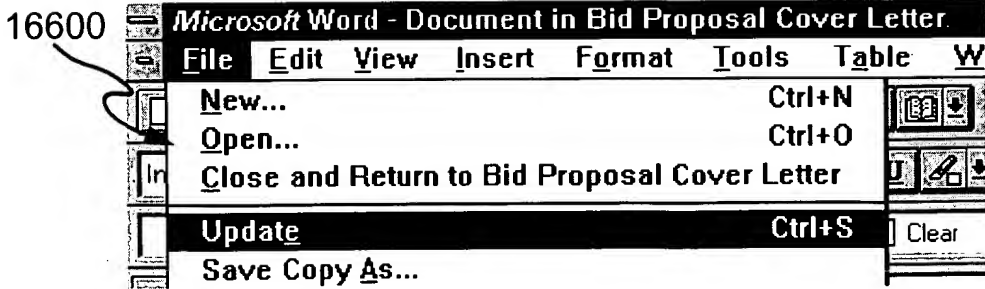 16600
Microsoft Word - Document in Bid Proposal Cover Letter.
File Edit View Insert Format Tools Table W
New... Ctrl+N
Open... Ctrl+O
In
Close and Return to Bid Proposal Cover Letter
U
Update Ctrl+S
Clear
Save Copy As...